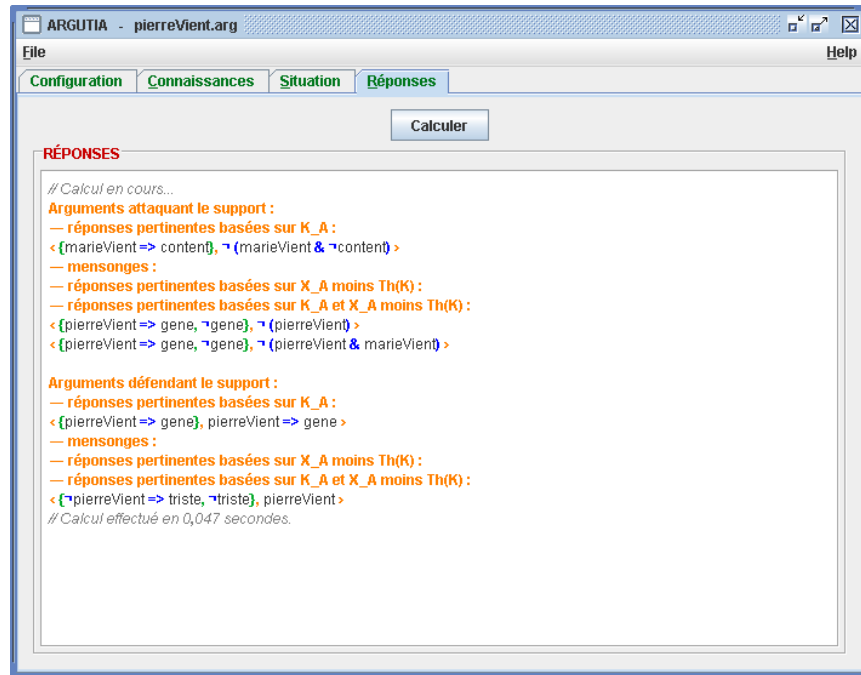 ARGUTIA - pierreVient.arg
File Help
Configuration Connaissances Situation Réponses
Calculer
RÉPONSES
// Calcul en cours...
Arguments attaquant le support :
— réponses pertinentes basées sur K_A :
< {marieVient => content}, ¬ (marieVient & ¬content) >
— mensonges :
— réponses pertinentes basées sur X_A moins Th(K) :
— réponses pertinentes basées sur K_A et X_A moins Th(K) :
< {pierreVient => gene, ¬gene}, ¬ (pierreVient) >
< {pierreVient => gene, ¬gene}, ¬ (pierreVient & marieVient) >
Arguments défendant le support :
— réponses pertinentes basées sur K_A :
< {pierreVient => gene}, pierreVient => gene >
— mensonges :
— réponses pertinentes basées sur X_A moins Th(K) :
— réponses pertinentes basées sur K_A et X_A moins Th(K) :
< {¬pierreVient => triste, ¬triste}, pierreVient >
// Calcul effectué en 0,047 secondes.